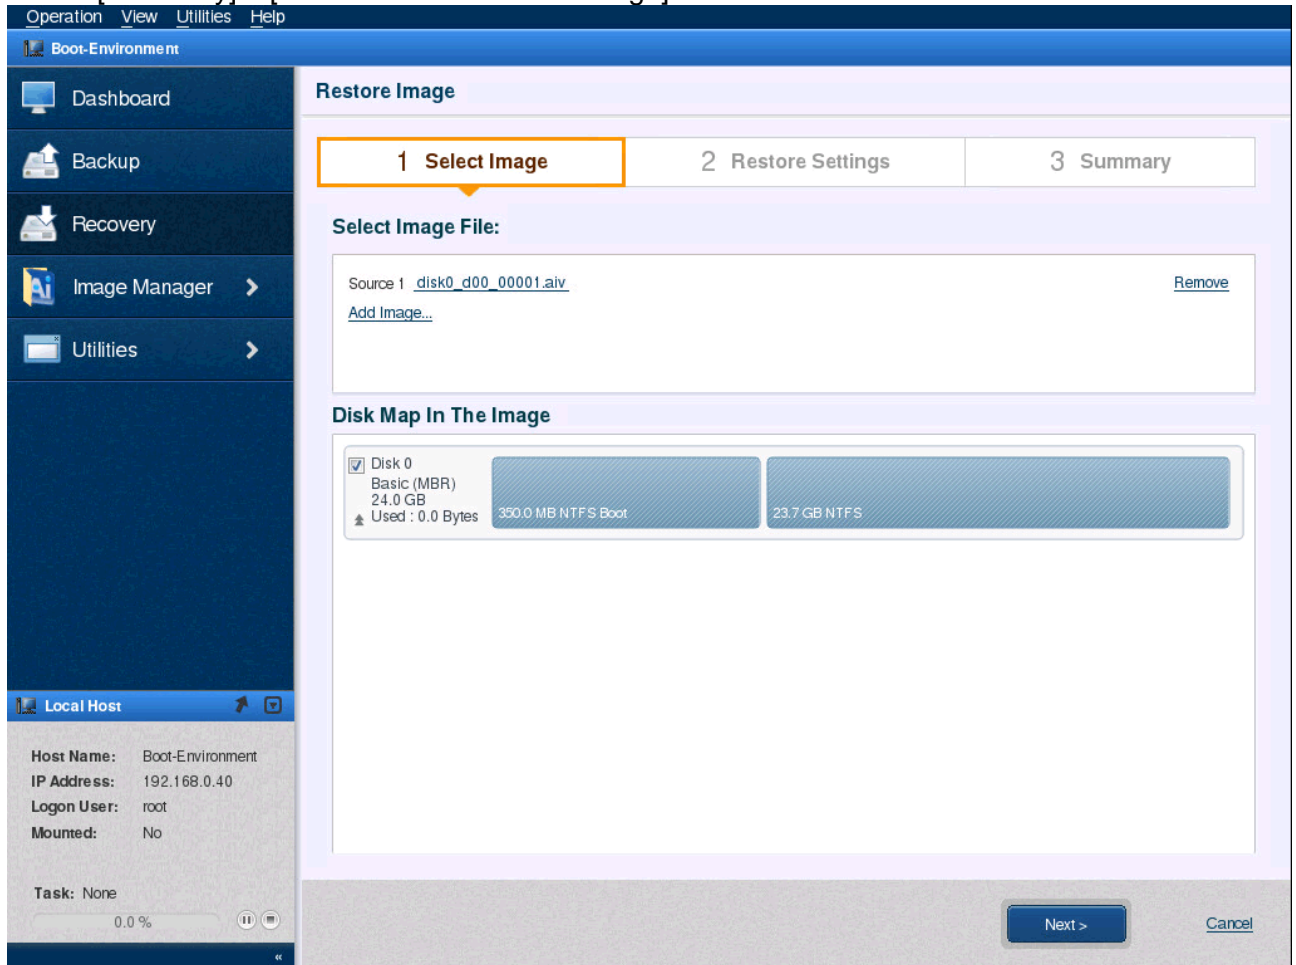 Operation View Utilities Help
Boot-Environment
Dashboard
Backup
Recovery
Image Manager
Utilities
Restore Image
1 Select Image
2 Restore Settings
3 Summary
Select Image File:
Source 1 disk0_d00_00001.aiv
Remove
Add Image...
Disk Map In The Image
Disk 0
Basic (MBR)
24.0 GB
Used : 0.0 Bytes
350.0 MB NTFS Boot
23.7 GB NTFS
Local Host
Host Name: Boot-Environment
IP Address: 192.168.0.40
Logon User: root
Mounted: No
Task: None
0.0 %
«
Next >
Cancel